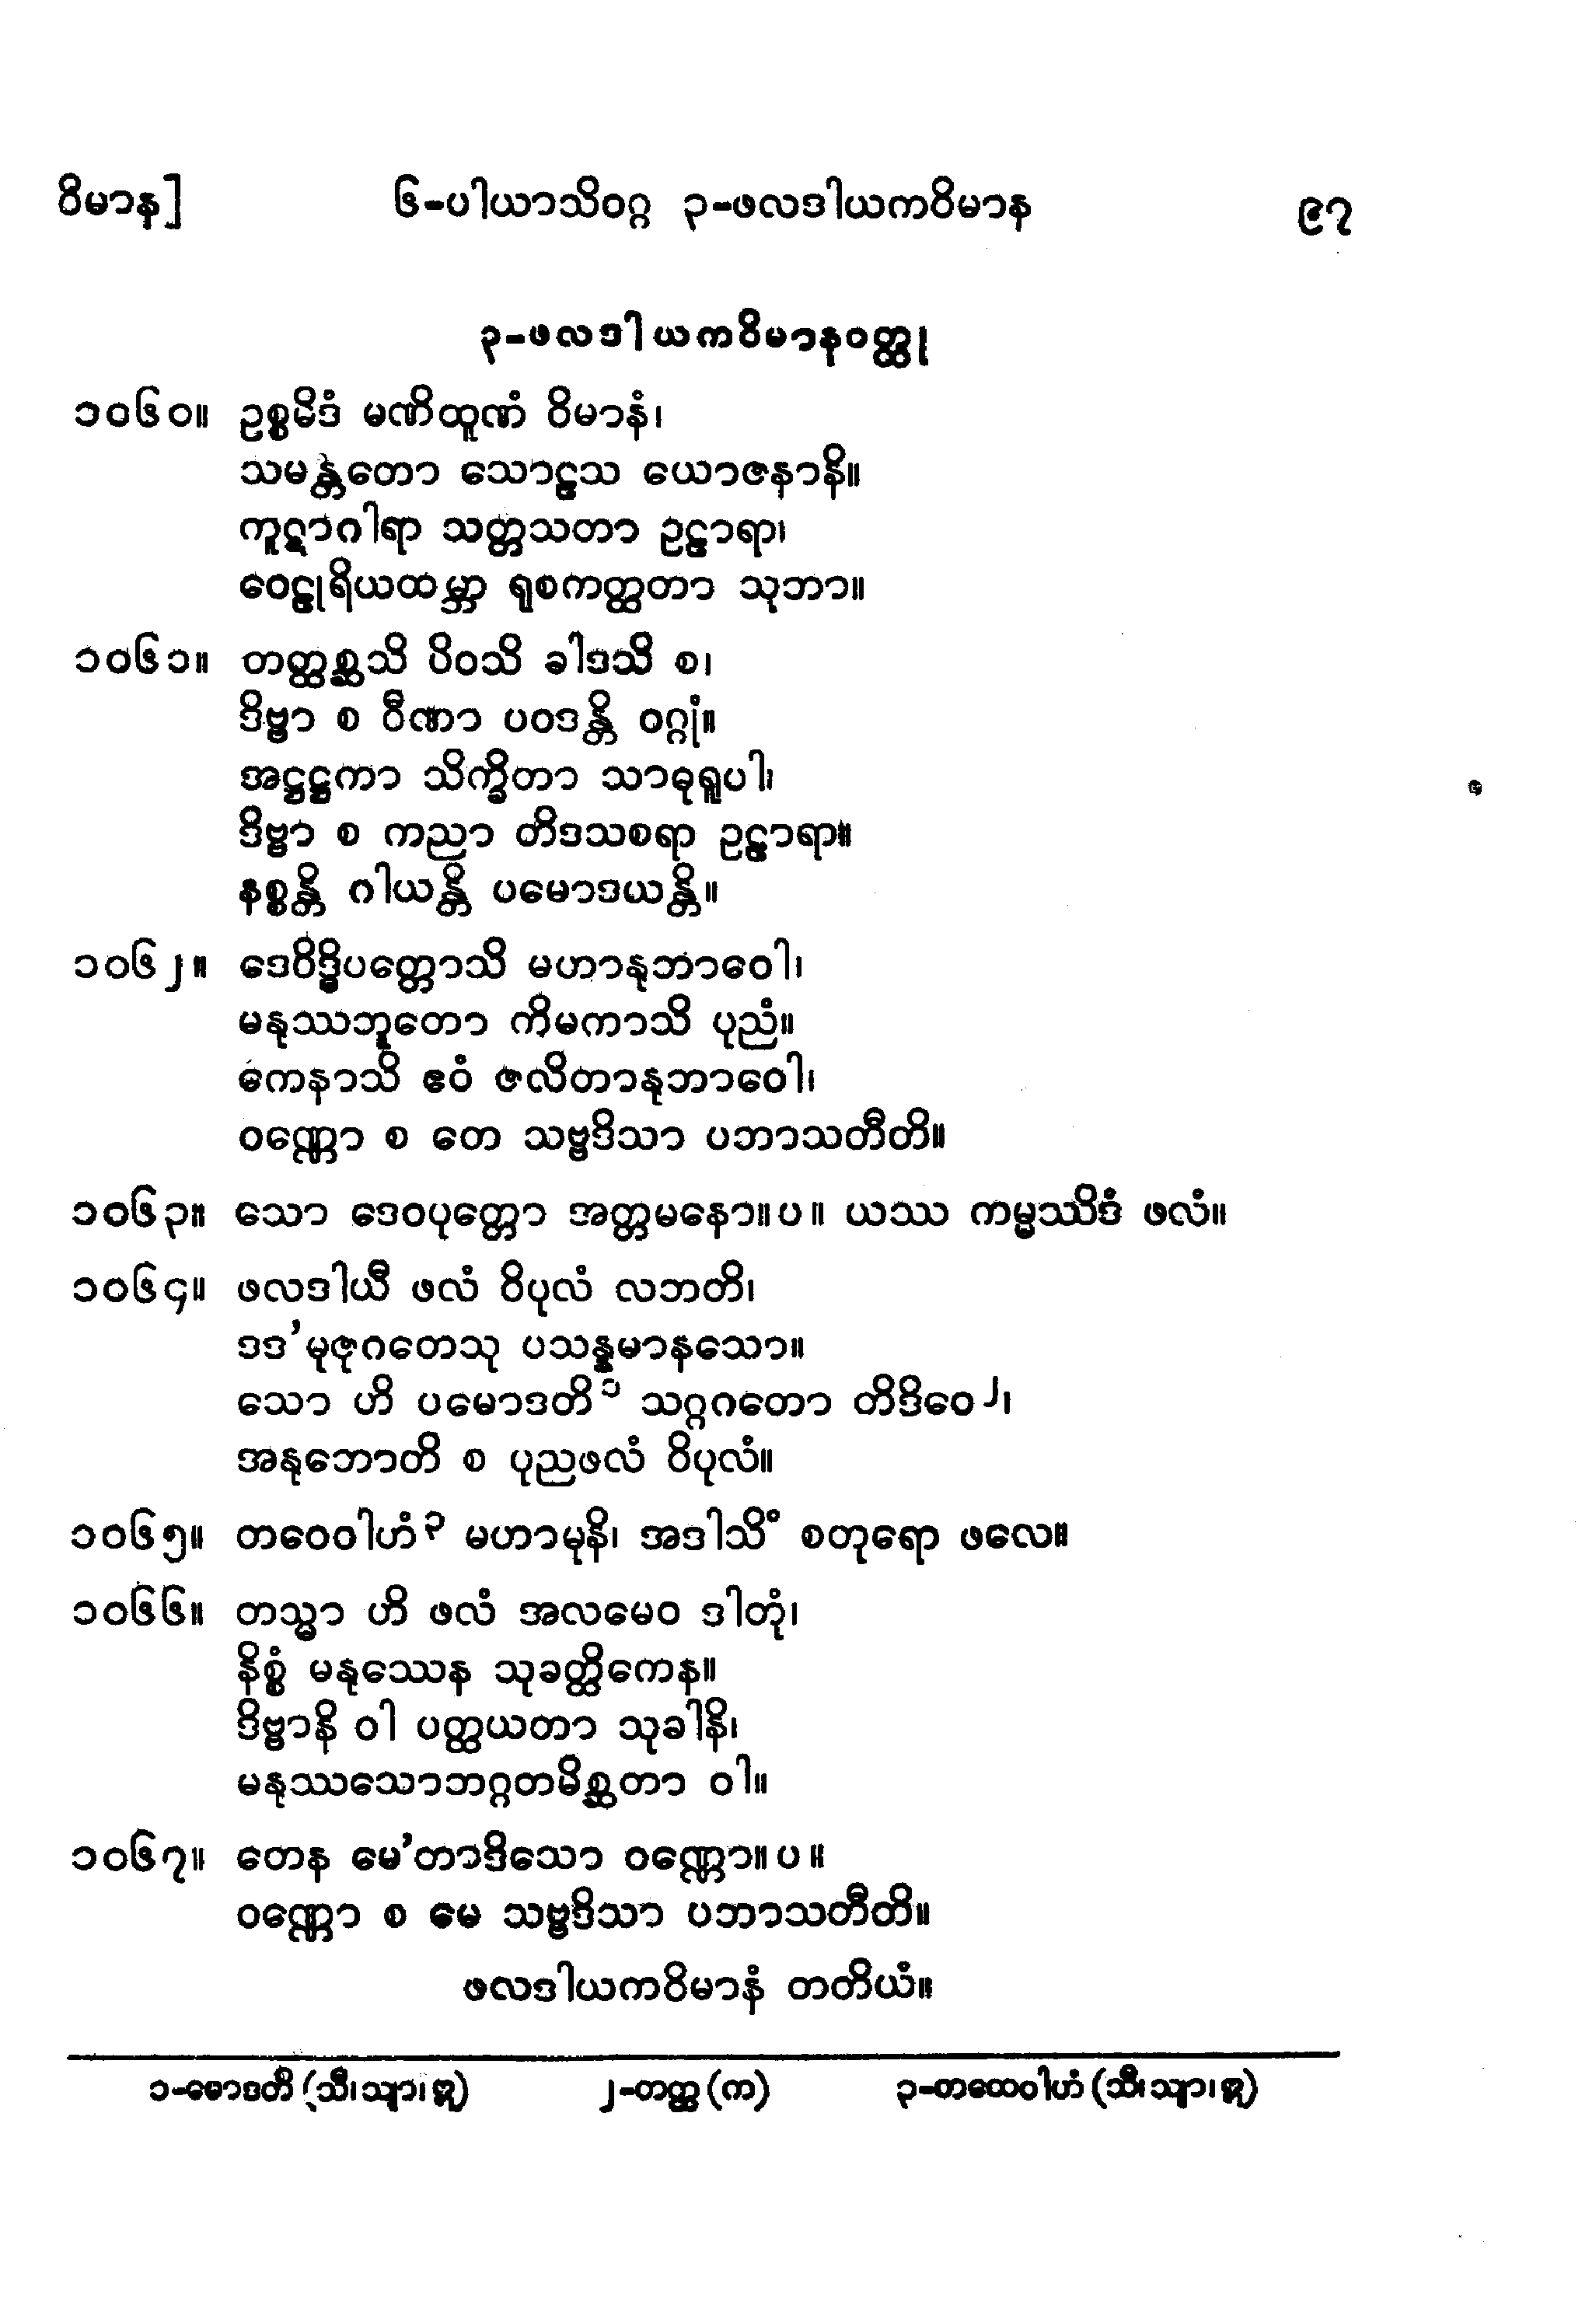 ဝိမာန] ၆-ပါယာသိဝဂ္ဂ ၃-ဖလဒါယကဝိမာန ၉၇
၃-ဖလဒါယကဝိမာနဝတ္ထု
၁၀၆၀။ ဥစ္စမိဒံ မဏိထူဏံ ဝိမာနံ၊
သမန္တတော သောဠသ ယောဇနာနိ။
ကူဋာဂါရာ သတ္တသတာ ဥဠာရာ၊
ဝေဠုရိယထမ္ဘာ ရုစကတ္ထတာ သုဘာ။
၁၀၆၁။ တတ္ထစ္ဆသိ ပိဝသိ ခါဒသိ စ၊
ဒိဗ္ဗာ စ ဝီဏာ ပဝဒန္တိ ဝဂ္ဂုံ။
အဋ္ဌဋ္ဌကာ သိက္ခိတာ သာဓုရူပါ၊
ဒိဗ္ဗာ စ ကညာ တိဒသစရာ ဥဠာရာ။
နစ္စန္တိ ဂါယန္တိ ပမောဒယန္တိ။
၁၀၆၂။ ဒေဝိဒ္ဓိပတ္တောသိ မဟာနုဘာဝေါ၊
မနုဿဘူတော ကိမကာသိ ပုညံ။
ကေနာသိ ဧဝံ ဇလိတာနုဘာဝေါ၊
ဝဏ္ဏော စ တေ သဗ္ဗဒိသာ ပဘာသတီတိ။
၁၀၆၃။ သော ဒေဝပုတ္တော အတ္တမနော။ပ။ ယဿ ကမ္မဿိဒံ ဖလံ။
၁၀၆၄။ ဖလဒါယီ ဖလံ ဝိပုလံ လဘတိ၊
ဒဒ’မုဇုဂတေသု ပသန္နမာနသော။
သော ဟိ ပမောဒတိ၁ သဂ္ဂဂတော တိဒိဝေ၂၊
အနုဘောတိ စ ပုညဖလံ ဝိပုလံ။
၁၀၆၅။ တဝေဝါဟံ၃ မဟာမုနိ၊ အဒါသိံ စတုရော ဖလေ။
၁၀၆၆။ တသ္မာ ဟိ ဖလံ အလမေဝ ဒါတုံ၊
နိစ္စံ မနုဿေန သုခတ္ထိကေန။
ဒိဗ္ဗာနိ ဝါ ပတ္ထယတာ သုခါနိ၊
မနုဿသောဘဂ္ဂတမိစ္ဆတာ ဝါ။
၁၀၆၇။ တေန မေ’တာဒိသော ဝဏ္ဏော။ပ။
ဝဏ္ဏော စ မေ သဗ္ဗဒိသာ ပဘာသတီတိ။
ဖလဒါယကဝိမာနံ တတိယံ။
၁-မောဒတိ (သီ၊သျာ၊ဣ) ၂-တတ္ထ (က) ၃-တထေဝါဟံ (သီ၊သျာ၊ဣ)